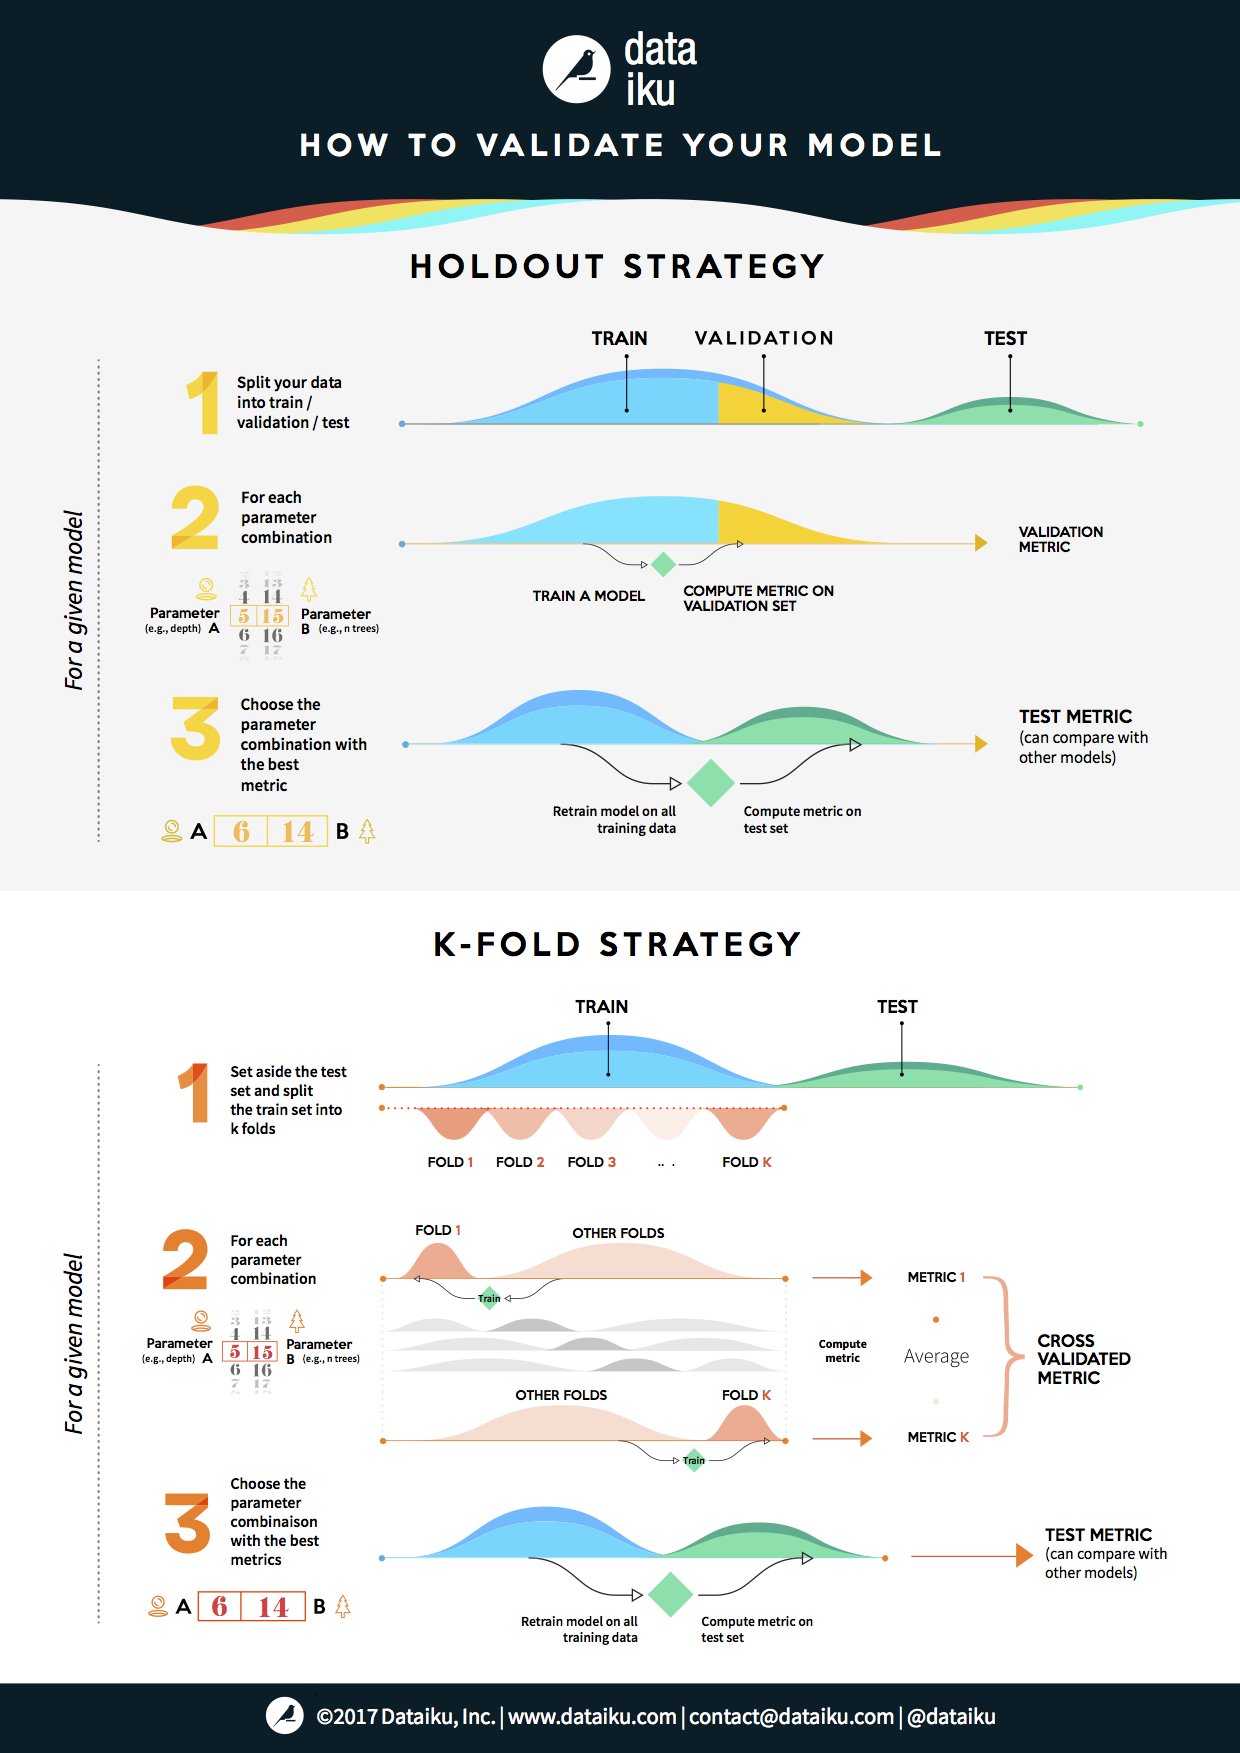 data
iku
HOW TO VALIDATE YOUR MODEL
HOLDOUT STRATEGY
TRAIN
VALIDATION
TEST
For a given model
1
Split your data
into train /
validation / test
2
For each
parameter
combination
3 13
4 14
Parameter
(e.g., depth) A
5 15
Parameter
B (e.g., n trees)
6 16
7 17
TRAIN A MODEL
COMPUTE METRIC ON
VALIDATION SET
VALIDATION
METRIC
3
Choose the
parameter
combination with
the best
metric
A 6 14 B
Retrain model on all
training data
Compute metric on
test set
TEST METRIC
(can compare with
other models)
K-FOLD STRATEGY
TRAIN
TEST
For a given model
1
Set aside the test
set and split
the train set into
k folds
FOLD 1
FOLD 2
FOLD 3
.. .
FOLD K
2
For each
parameter
combination
3 13
4 14
Parameter
(e.g., depth) A
5 15
Parameter
B (e.g., n trees)
6 16
7 17
FOLD 1
OTHER FOLDS
Train
OTHER FOLDS
FOLD K
Train
Compute
metric
METRIC 1
Average
METRIC K
CROSS
VALIDATED
METRIC
3
Choose the
parameter
combinaison
with the best
metrics
A 6 14 B
Retrain model on all
training data
Compute metric on
test set
TEST METRIC
(can compare with
other models)
©2017 Dataiku, Inc. | www.dataiku.com | contact@dataiku.com | @dataiku